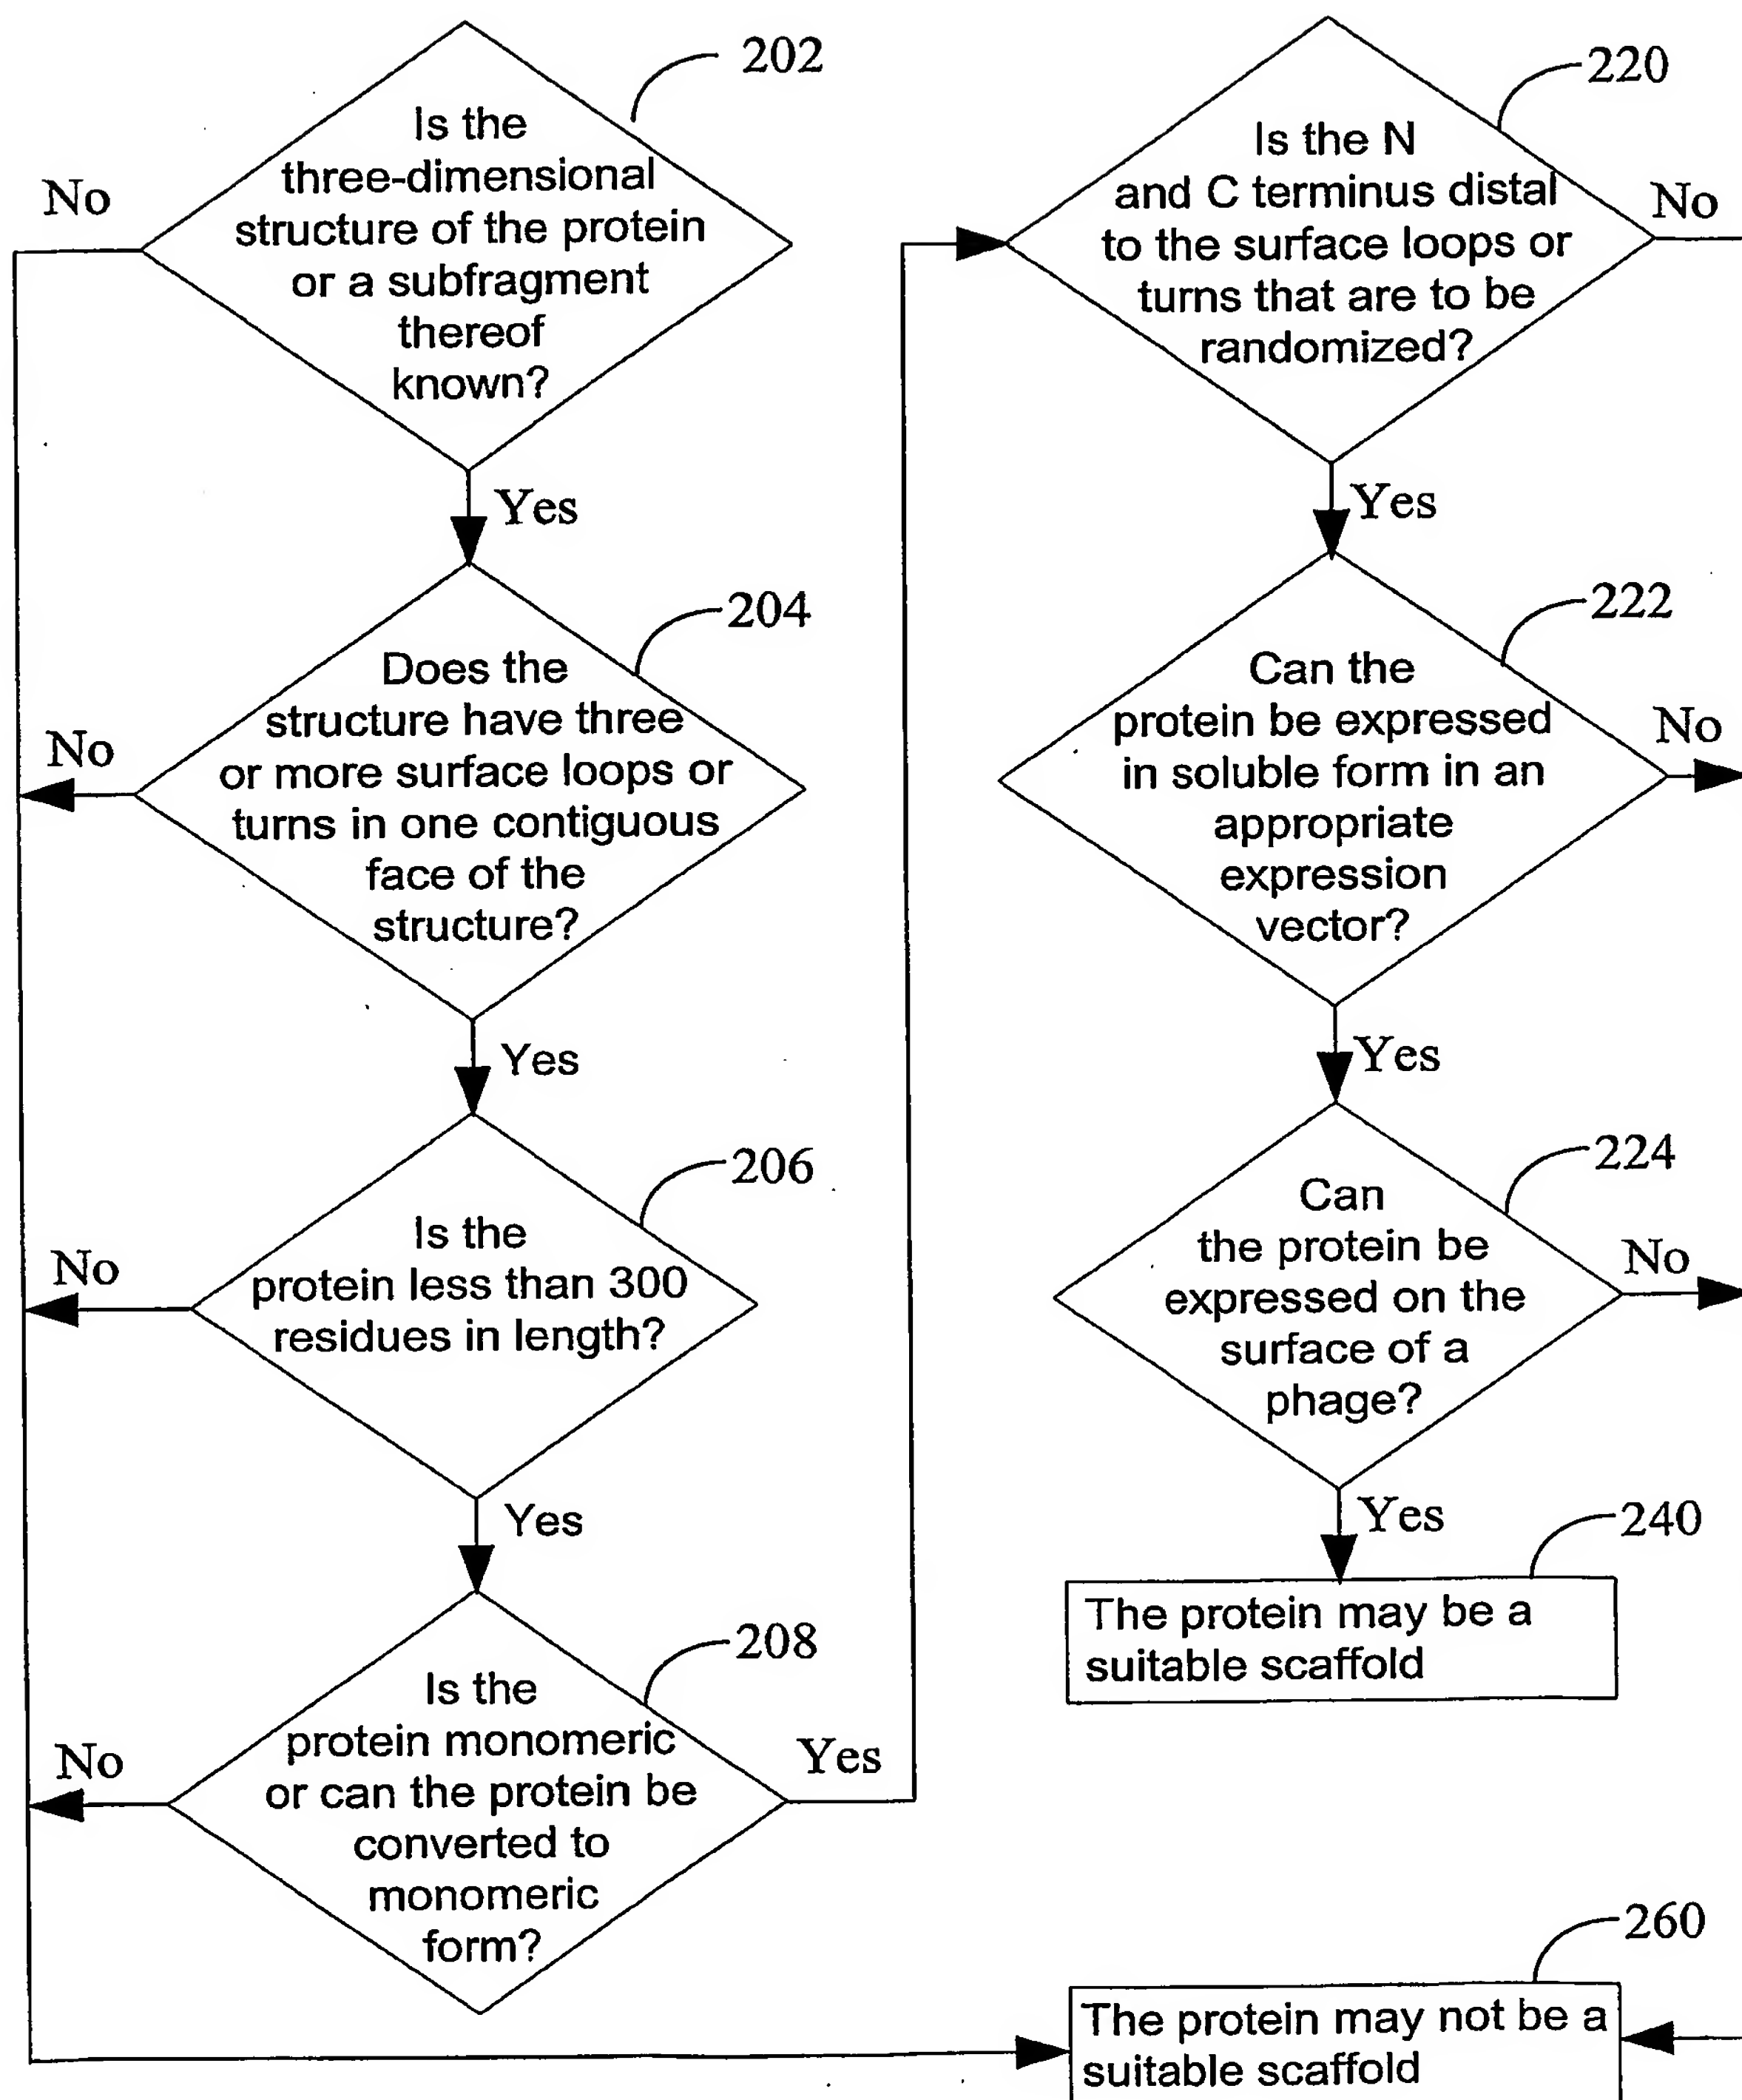 202
Is the
three-dimensional
structure of the protein
or a subfragment
thereof
known?
No
Yes
204
Does the
structure have three
or more surface loops or
turns in one contiguous
face of the
structure?
No
Yes
206
Is the
protein less than 300
residues in length?
No
Yes
208
Is the
protein monomeric
or can the protein be
converted to
monomeric
form?
No
Yes
220
Is the N
and C terminus distal
to the surface loops or
turns that are to be
randomized?
No
Yes
222
Can the
protein be expressed
in soluble form in an
appropriate
expression
vector?
No
Yes
224
Can
the protein be
expressed on the
surface of a
phage?
No
Yes
240
The protein may be a
suitable scaffold
260
The protein may not be a
suitable scaffold